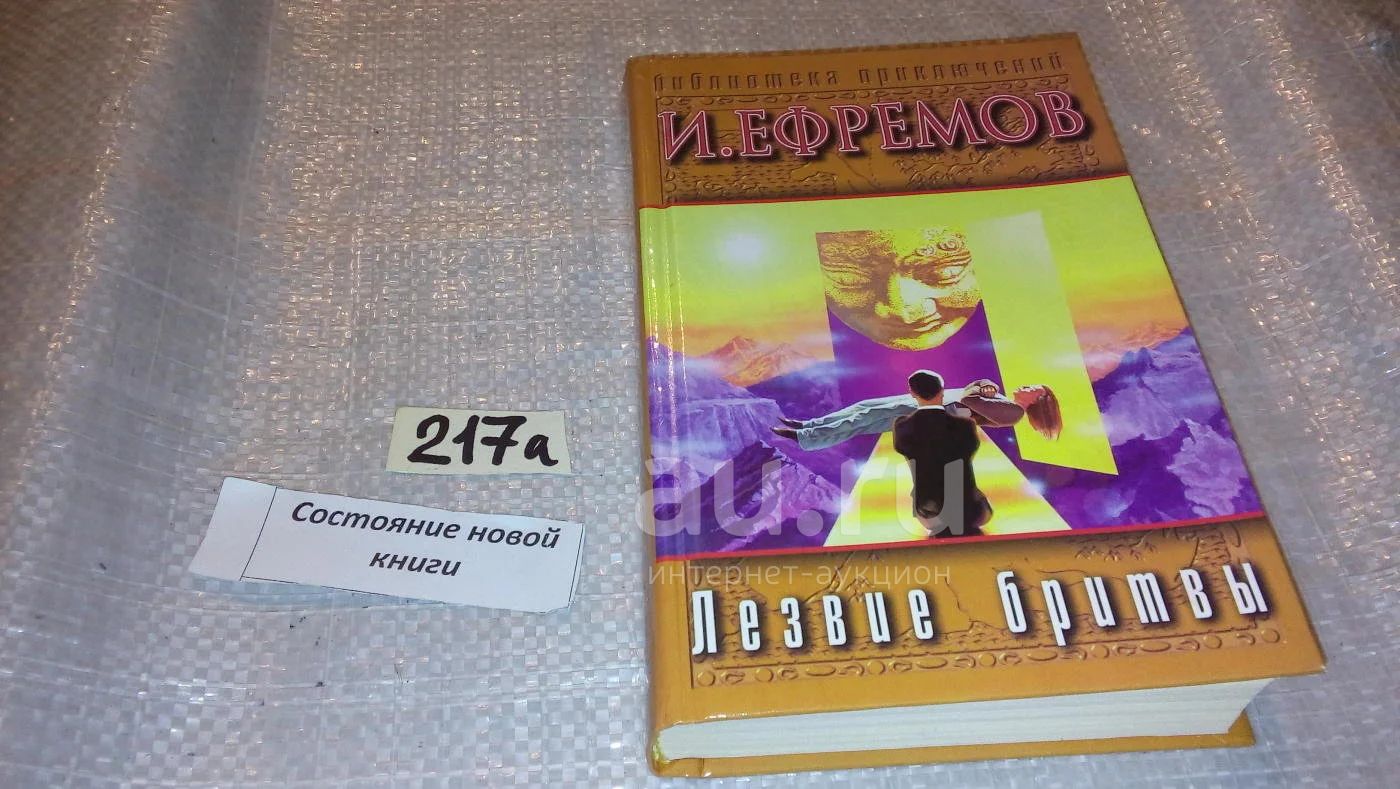 библиотека приключений
И.ЕФРЕМОВ
217а
Состояние новой
книги
au.ru
интернет-аукцион
Лезвие бритвы